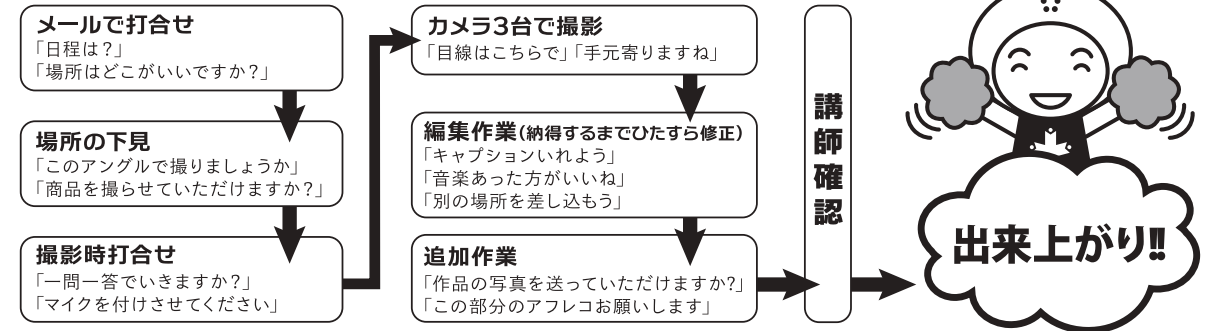 メールで打合せ
「日程は？」
「場所はどこがいいですか？」
場所の下見
「このアングルで撮りましょうか」
「商品を撮らせていただけますか？」
撮影時打合せ
「一問一答でいきますか？」
「マイクを付けさせてください」
カメラ3台で撮影
「目線はこちらで」「手元寄りますね」
編集作業(納得するまでひたすら修正)
「キャプションいれよう」
「音楽あった方がいいね」
「別の場所を差し込もう」
追加作業
「作品の写真を送っていただけますか?」
「この部分のアフレコお願いします」
講師確認
出来上がり!!